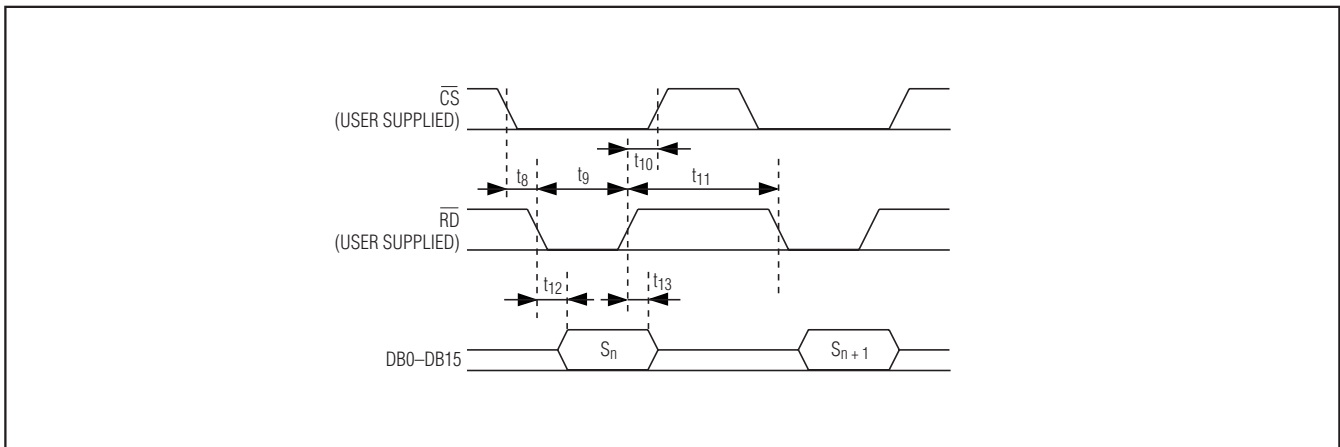 CS
(USER SUPPLIED)
t10
t8
t9
t11
RD
(USER SUPPLIED)
t12
t13
DB0–DB15
Sn
Sn + 1